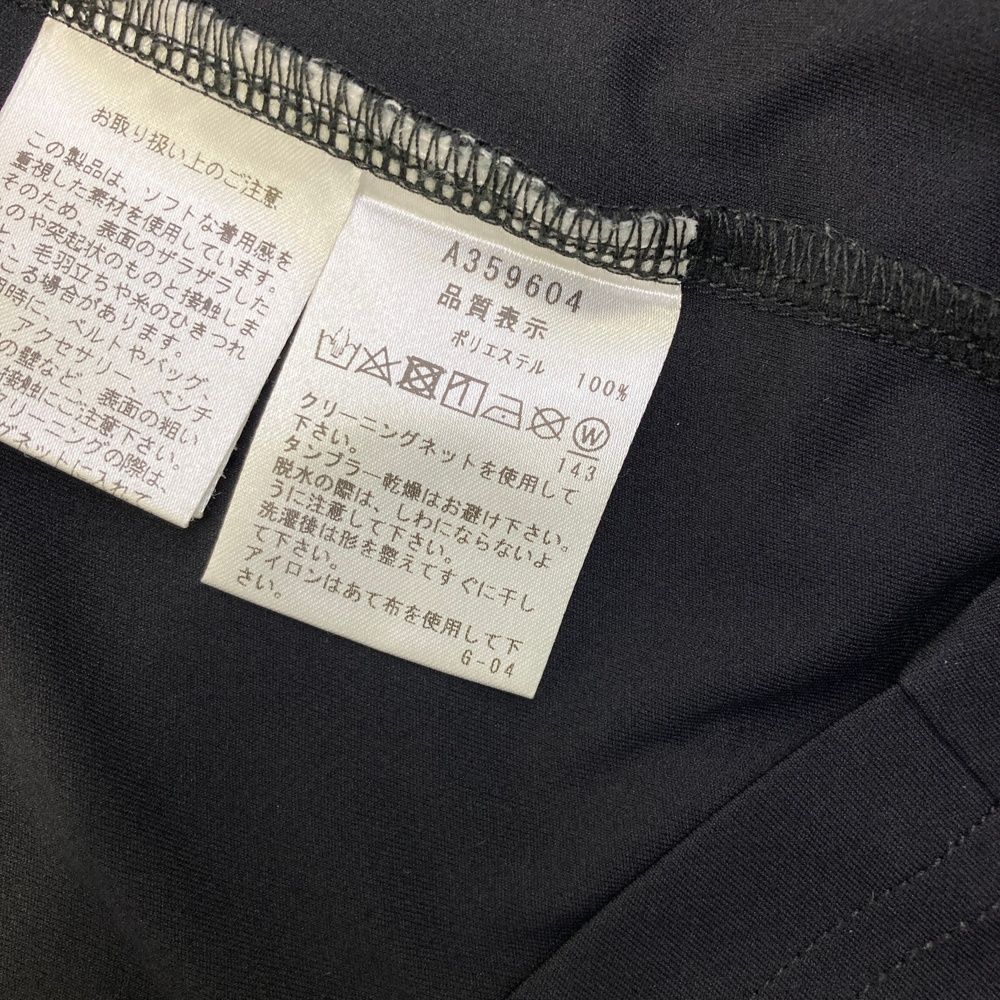 お取り扱い上のご注意
この製品は、ソフトな着用感を
重視した素材を使用しています。
そのため、表面のザラザラした
のや突起状のものと接触しま
、毛羽立ちや糸のひきつれ
こる場合があります。
用時に、ベルトやバッグ、
アクセサリー、ベンチ
壁など、表面の粗い
接触にご注意下さい。
リーニングの際は、
グネットに入れて
A359604
品質表示
ポリエステル 100%
W
143
クリーニングネットを使用して
下さい。
タンブラー乾燥はお避け下さい。
脱水の際は、しわにならないよ
うに注意して下さい。
洗濯後は形を整えてすぐに干し
て下さい。
アイロンはあて布を使用して下
さい。
G-04